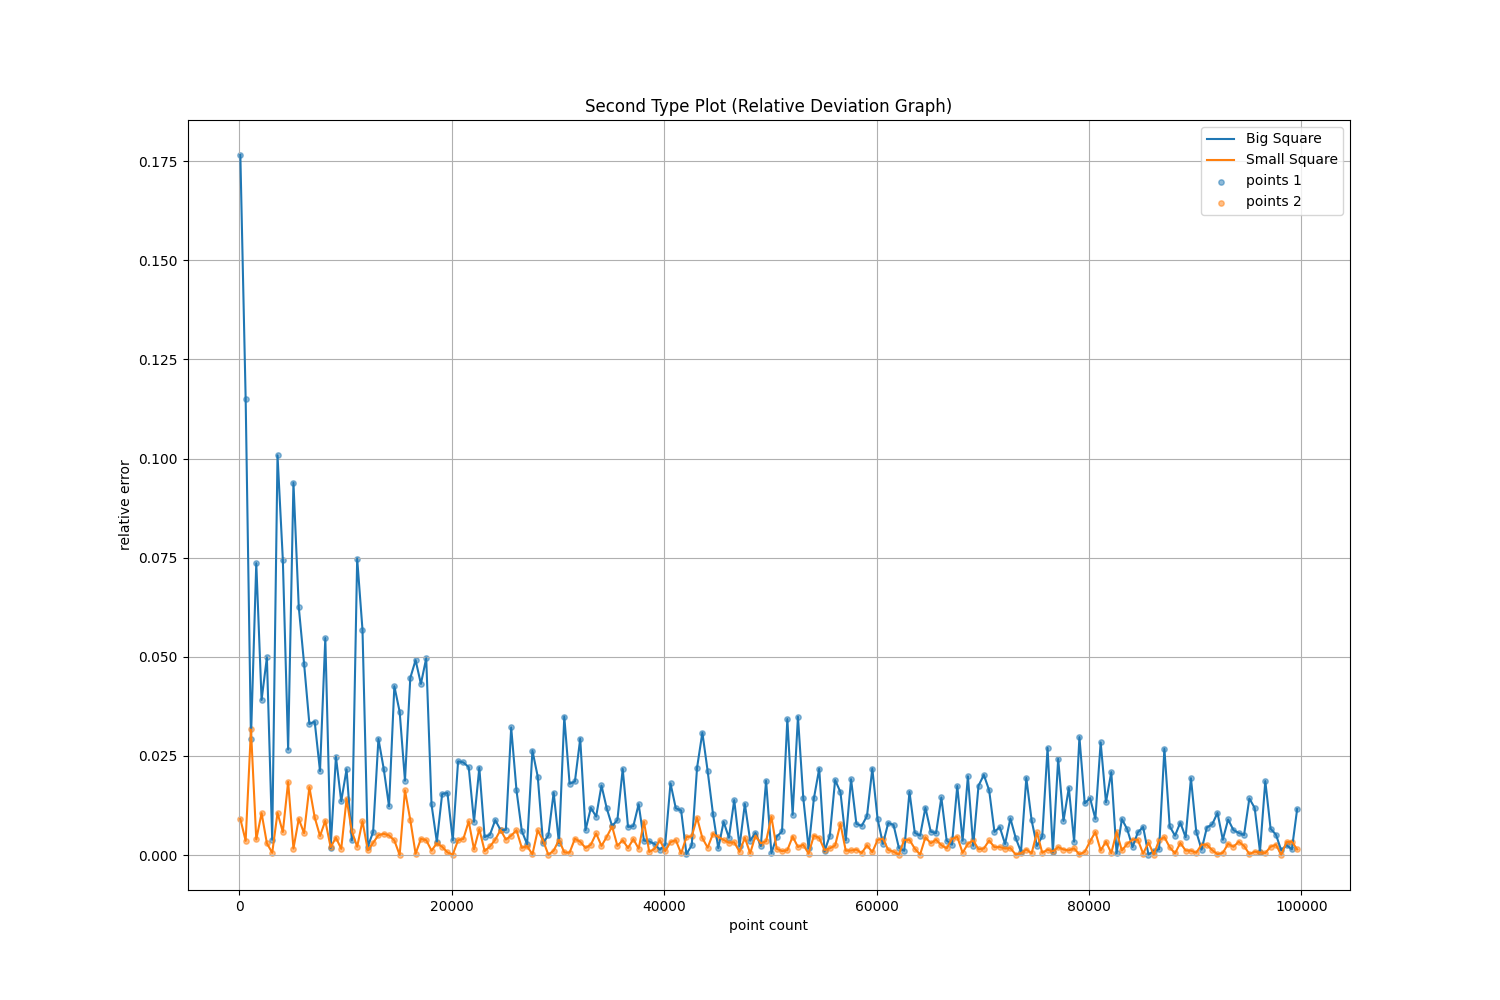 Second Type Plot (Relative Deviation Graph)
Big Square
Small Square
points 1
points 2
relative error
0.175
0.150
0.125
0.100
0.075
0.050
0.025
0.000
0
20000
40000
60000
80000
100000
point count